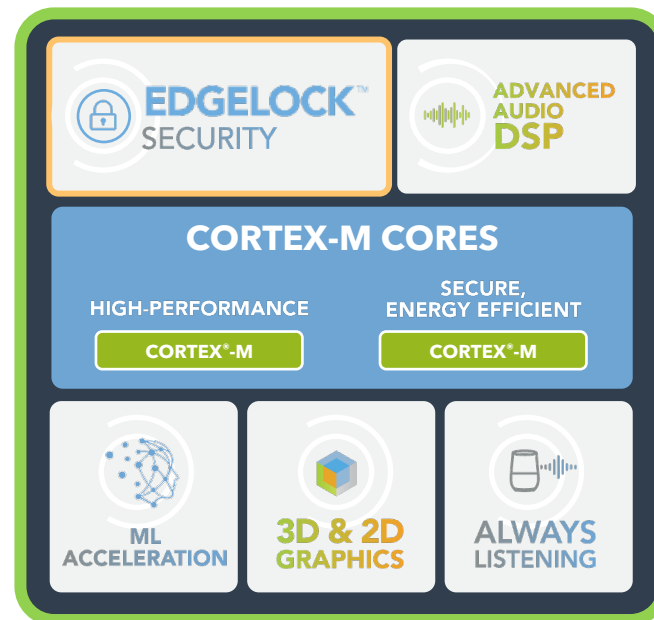 EDGELOCK™
SECURITY
ADVANCED
AUDIO
DSP
CORTEX-M CORES
HIGH-PERFORMANCE
CORTEX®-M
SECURE,
ENERGY EFFICIENT
CORTEX®-M
ML
ACCELERATION
3D & 2D
GRAPHICS
ALWAYS
LISTENING